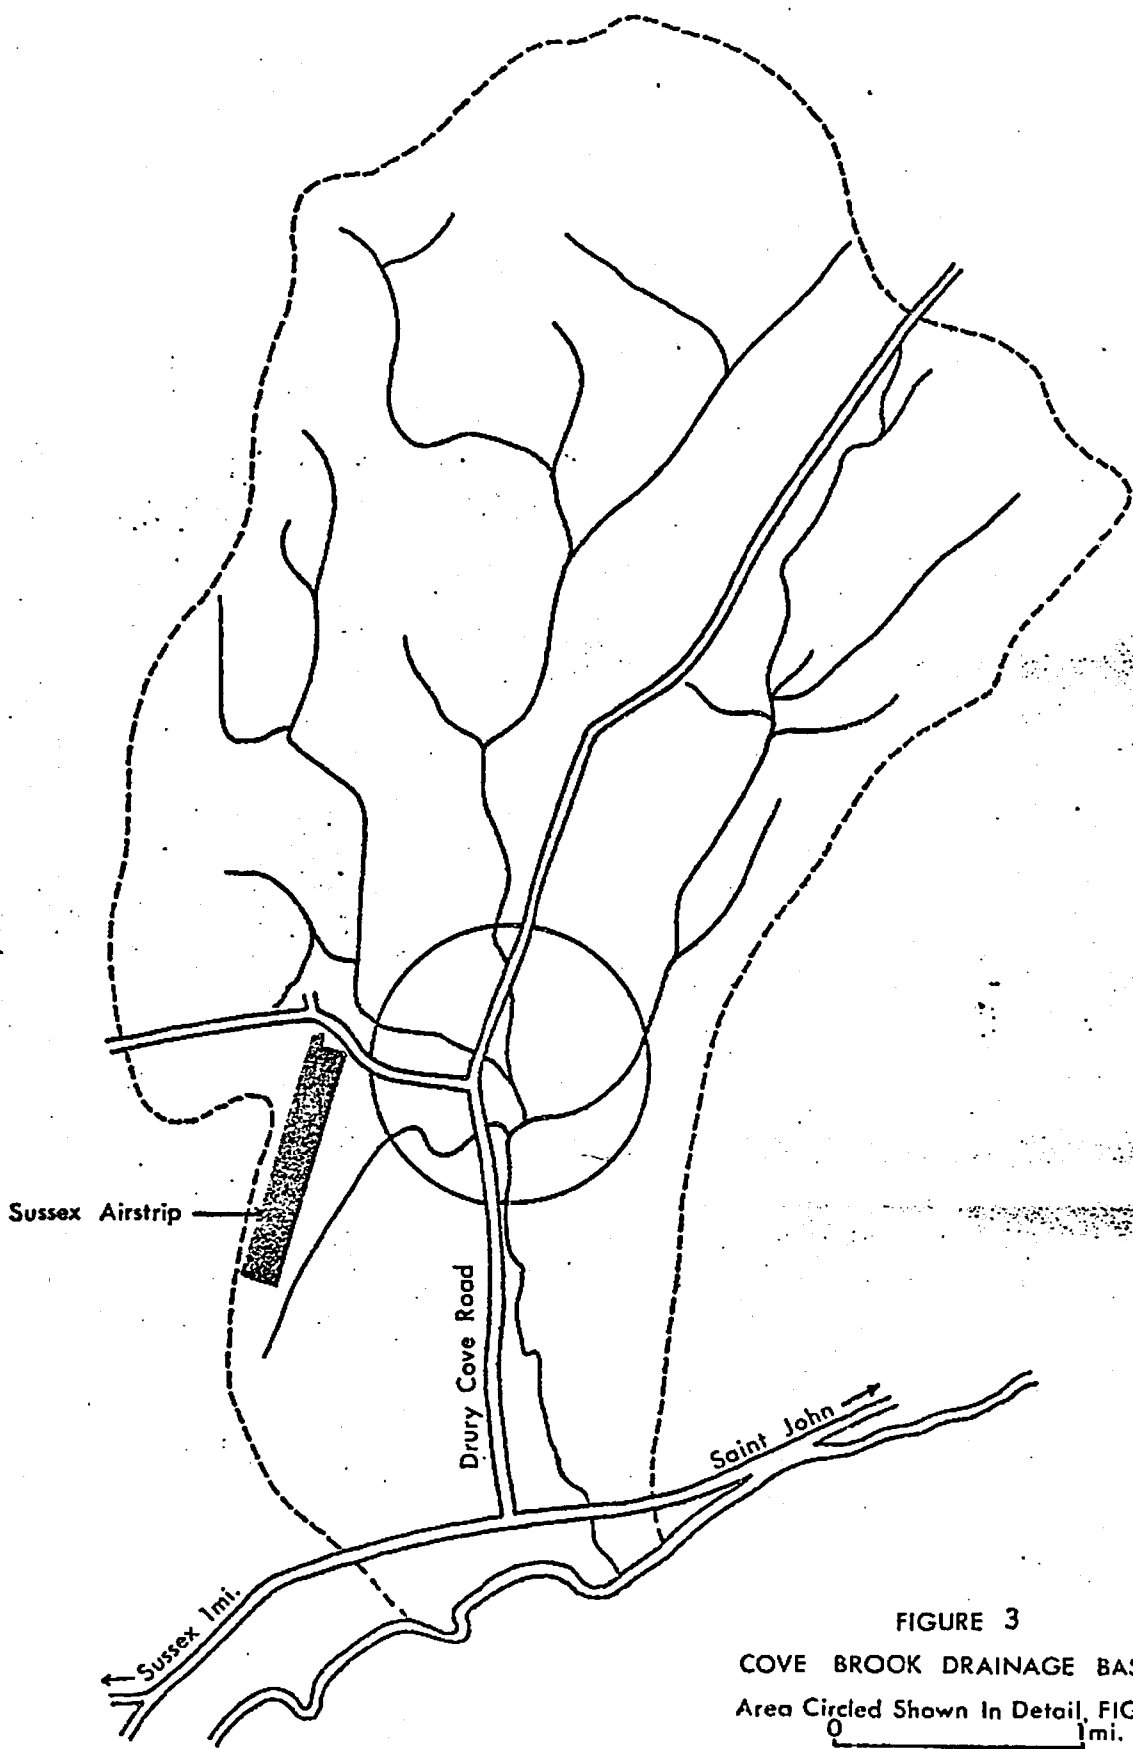 Sussex Airstrip
Drury Cove Road
Saint John
Sussex 1mi.
FIGURE 3
COVE BROOK DRAINAGE BAS
Area Circled Shown In Detail, FIG
0 1mi.